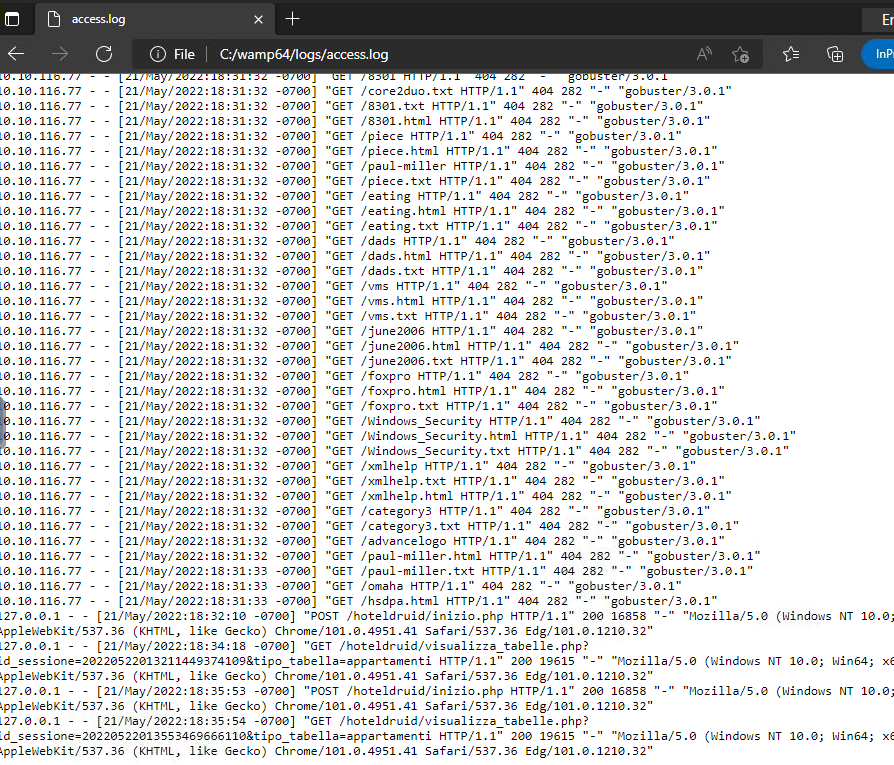 access.log
En
File C:/wamp64/logs/access.log InPr
10.10.116.77 - - [21/May/2022:18:31:32 -0700] "GET /8301 HTTP/1.1" 404 282 "-" "gobuster/3.0.1"
10.10.116.77 - - [21/May/2022:18:31:32 -0700] "GET /core2duo.txt HTTP/1.1" 404 282 "-" "gobuster/3.0.1"
10.10.116.77 - - [21/May/2022:18:31:32 -0700] "GET /8301.txt HTTP/1.1" 404 282 "-" "gobuster/3.0.1"
10.10.116.77 - - [21/May/2022:18:31:32 -0700] "GET /8301.html HTTP/1.1" 404 282 "-" "gobuster/3.0.1"
10.10.116.77 - - [21/May/2022:18:31:32 -0700] "GET /piece HTTP/1.1" 404 282 "-" "gobuster/3.0.1"
10.10.116.77 - - [21/May/2022:18:31:32 -0700] "GET /piece.html HTTP/1.1" 404 282 "-" "gobuster/3.0.1"
10.10.116.77 - - [21/May/2022:18:31:32 -0700] "GET /paul-miller HTTP/1.1" 404 282 "-" "gobuster/3.0.1"
10.10.116.77 - - [21/May/2022:18:31:32 -0700] "GET /piece.txt HTTP/1.1" 404 282 "-" "gobuster/3.0.1"
10.10.116.77 - - [21/May/2022:18:31:32 -0700] "GET /eating HTTP/1.1" 404 282 "-" "gobuster/3.0.1"
10.10.116.77 - - [21/May/2022:18:31:32 -0700] "GET /eating.html HTTP/1.1" 404 282 "-" "gobuster/3.0.1"
10.10.116.77 - - [21/May/2022:18:31:32 -0700] "GET /eating.txt HTTP/1.1" 404 282 "-" "gobuster/3.0.1"
10.10.116.77 - - [21/May/2022:18:31:32 -0700] "GET /dads HTTP/1.1" 404 282 "-" "gobuster/3.0.1"
10.10.116.77 - - [21/May/2022:18:31:32 -0700] "GET /dads.html HTTP/1.1" 404 282 "-" "gobuster/3.0.1"
10.10.116.77 - - [21/May/2022:18:31:32 -0700] "GET /dads.txt HTTP/1.1" 404 282 "-" "gobuster/3.0.1"
10.10.116.77 - - [21/May/2022:18:31:32 -0700] "GET /vms HTTP/1.1" 404 282 "-" "gobuster/3.0.1"
10.10.116.77 - - [21/May/2022:18:31:32 -0700] "GET /vms.html HTTP/1.1" 404 282 "-" "gobuster/3.0.1"
10.10.116.77 - - [21/May/2022:18:31:32 -0700] "GET /vms.txt HTTP/1.1" 404 282 "-" "gobuster/3.0.1"
10.10.116.77 - - [21/May/2022:18:31:32 -0700] "GET /june2006 HTTP/1.1" 404 282 "-" "gobuster/3.0.1"
10.10.116.77 - - [21/May/2022:18:31:32 -0700] "GET /june2006.html HTTP/1.1" 404 282 "-" "gobuster/3.0.1"
10.10.116.77 - - [21/May/2022:18:31:32 -0700] "GET /june2006.txt HTTP/1.1" 404 282 "-" "gobuster/3.0.1"
10.10.116.77 - - [21/May/2022:18:31:32 -0700] "GET /foxpro HTTP/1.1" 404 282 "-" "gobuster/3.0.1"
10.10.116.77 - - [21/May/2022:18:31:32 -0700] "GET /foxpro.html HTTP/1.1" 404 282 "-" "gobuster/3.0.1"
10.10.116.77 - - [21/May/2022:18:31:32 -0700] "GET /foxpro.txt HTTP/1.1" 404 282 "-" "gobuster/3.0.1"
10.10.116.77 - - [21/May/2022:18:31:32 -0700] "GET /Windows_Security HTTP/1.1" 404 282 "-" "gobuster/3.0.1"
10.10.116.77 - - [21/May/2022:18:31:32 -0700] "GET /Windows_Security.html HTTP/1.1" 404 282 "-" "gobuster/3.0.1"
10.10.116.77 - - [21/May/2022:18:31:32 -0700] "GET /Windows_Security.txt HTTP/1.1" 404 282 "-" "gobuster/3.0.1"
10.10.116.77 - - [21/May/2022:18:31:32 -0700] "GET /xmlhelp HTTP/1.1" 404 282 "-" "gobuster/3.0.1"
10.10.116.77 - - [21/May/2022:18:31:32 -0700] "GET /xmlhelp.txt HTTP/1.1" 404 282 "-" "gobuster/3.0.1"
10.10.116.77 - - [21/May/2022:18:31:32 -0700] "GET /xmlhelp.html HTTP/1.1" 404 282 "-" "gobuster/3.0.1"
10.10.116.77 - - [21/May/2022:18:31:32 -0700] "GET /category3 HTTP/1.1" 404 282 "-" "gobuster/3.0.1"
10.10.116.77 - - [21/May/2022:18:31:32 -0700] "GET /category3.txt HTTP/1.1" 404 282 "-" "gobuster/3.0.1"
10.10.116.77 - - [21/May/2022:18:31:32 -0700] "GET /advancelogo HTTP/1.1" 404 282 "-" "gobuster/3.0.1"
10.10.116.77 - - [21/May/2022:18:31:32 -0700] "GET /paul-miller.html HTTP/1.1" 404 282 "-" "gobuster/3.0.1"
10.10.116.77 - - [21/May/2022:18:31:33 -0700] "GET /paul-miller.txt HTTP/1.1" 404 282 "-" "gobuster/3.0.1"
10.10.116.77 - - [21/May/2022:18:31:33 -0700] "GET /omaha HTTP/1.1" 404 282 "-" "gobuster/3.0.1"
10.10.116.77 - - [21/May/2022:18:31:33 -0700] "GET /hsdpa.html HTTP/1.1" 404 282 "-" "gobuster/3.0.1"
127.0.0.1 - - [21/May/2022:18:32:10 -0700] "POST /hoteldruid/inizio.php HTTP/1.1" 200 16858 "-" "Mozilla/5.0 (Windows NT 10.0;
AppleWebKit/537.36 (KHTML, like Gecko) Chrome/101.0.4951.41 Safari/537.36 Edg/101.0.1210.32"
127.0.0.1 - - [21/May/2022:18:34:18 -0700] "GET /hoteldruid/visualizza_tabelle.php?
id_sessione=20220522013211449374109&tipo_tabella=appartamenti HTTP/1.1" 200 19615 "-" "Mozilla/5.0 (Windows NT 10.0; Win64; x6
AppleWebKit/537.36 (KHTML, like Gecko) Chrome/101.0.4951.41 Safari/537.36 Edg/101.0.1210.32"
127.0.0.1 - - [21/May/2022:18:35:53 -0700] "POST /hoteldruid/inizio.php HTTP/1.1" 200 16858 "-" "Mozilla/5.0 (Windows NT 10.0;
AppleWebKit/537.36 (KHTML, like Gecko) Chrome/101.0.4951.41 Safari/537.36 Edg/101.0.1210.32"
127.0.0.1 - - [21/May/2022:18:35:54 -0700] "GET /hoteldruid/visualizza_tabelle.php?
id_sessione=20220522013553469666110&tipo_tabella=appartamenti HTTP/1.1" 200 19615 "-" "Mozilla/5.0 (Windows NT 10.0; Win64; x6
AppleWebKit/537.36 (KHTML, like Gecko) Chrome/101.0.4951.41 Safari/537.36 Edg/101.0.1210.32"